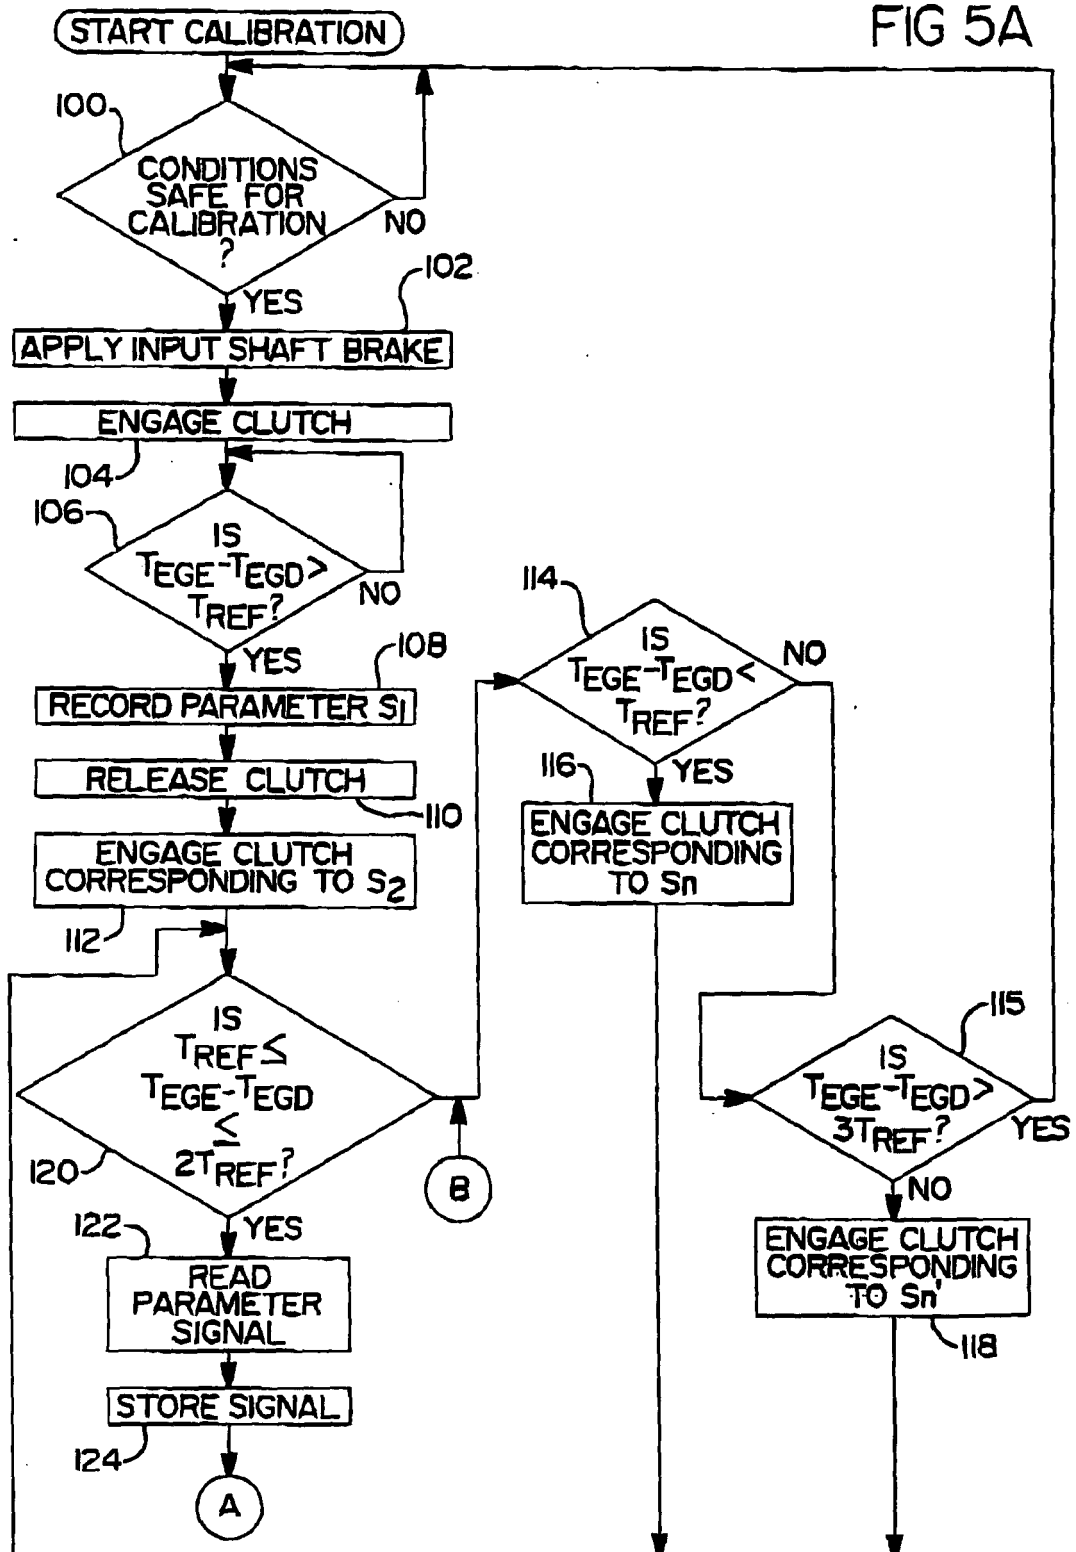 FIG 5A
START CALIBRATION
100
CONDITIONS
SAFE FOR
CALIBRATION
?
NO
YES
102
APPLY INPUT SHAFT BRAKE
ENGAGE CLUTCH
104
106
IS
TEGE-TEGD>
TREF?
NO
YES
108
RECORD PARAMETER S1
RELEASE CLUTCH
110
ENGAGE CLUTCH
CORRESPONDING TO S2
112
IS
TREF≤
TEGE-TEGD
≤
2TREF?
120
YES
B
122
READ
PARAMETER
SIGNAL
STORE SIGNAL
124
A
114
IS
TEGE-TEGD<
TREF?
NO
YES
116
ENGAGE CLUTCH
CORRESPONDING
TO Sn
115
IS
TEGE-TEGD>
3TREF?
YES
NO
ENGAGE CLUTCH
CORRESPONDING
TO Sn'
118